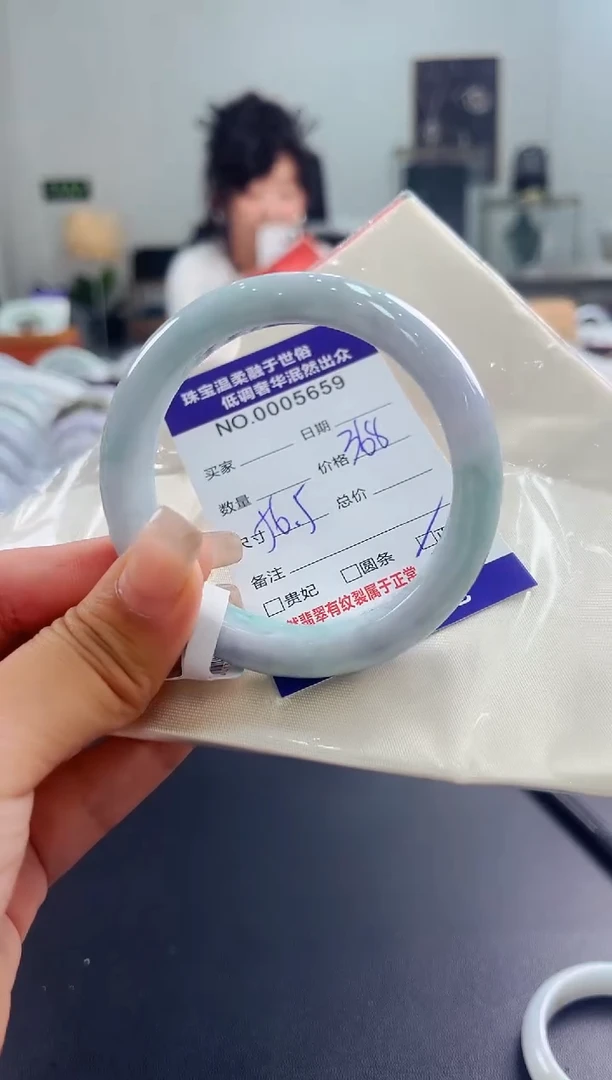 珠宝温柔融于世俗
低调奢华泯然出众
NO.0005659
买家 日期
数量 价格 368
尺寸 56.5 总价
备注
□贵妃 □圆条
翡翠有纹裂属于正常